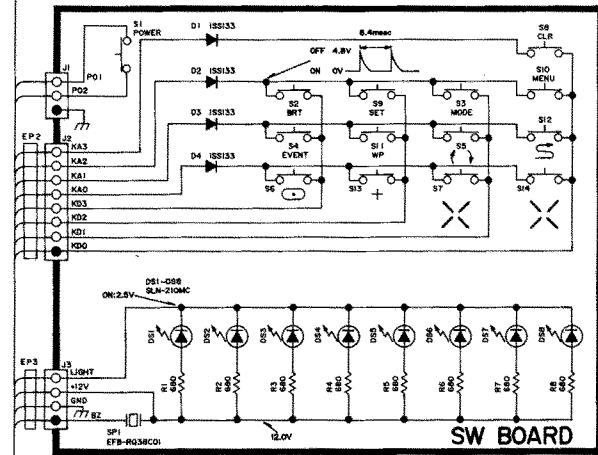 S1
POWER
D1 1SS133
6.4msec
S8
CLR
OFF 4.8V
ON 0V
J1
PO1
PO2
D2 1SS133
S10
MENU
S2
BRT
S9
SET
S3
MODE
EP2
J2
D3 1SS133
S4
EVENT
S11
WP
S5
S12
KA3
KA2
KA1
KA0
KD3
KD2
KD1
KD0
D4 1SS133
S6
S13
+
S7
S14
DS1-DS8
SLN-210MC
ON:2.5V
DS1
DS2
DS3
DS4
DS5
DS6
DS7
DS8
EP3
J3
LIGHT
+12V
GND
BZ
R1
680
R2
680
R3
680
R4
680
R5
680
R6
680
R7
680
R8
680
SP1
EFB-RQ38C01
12.0V
SW BOARD